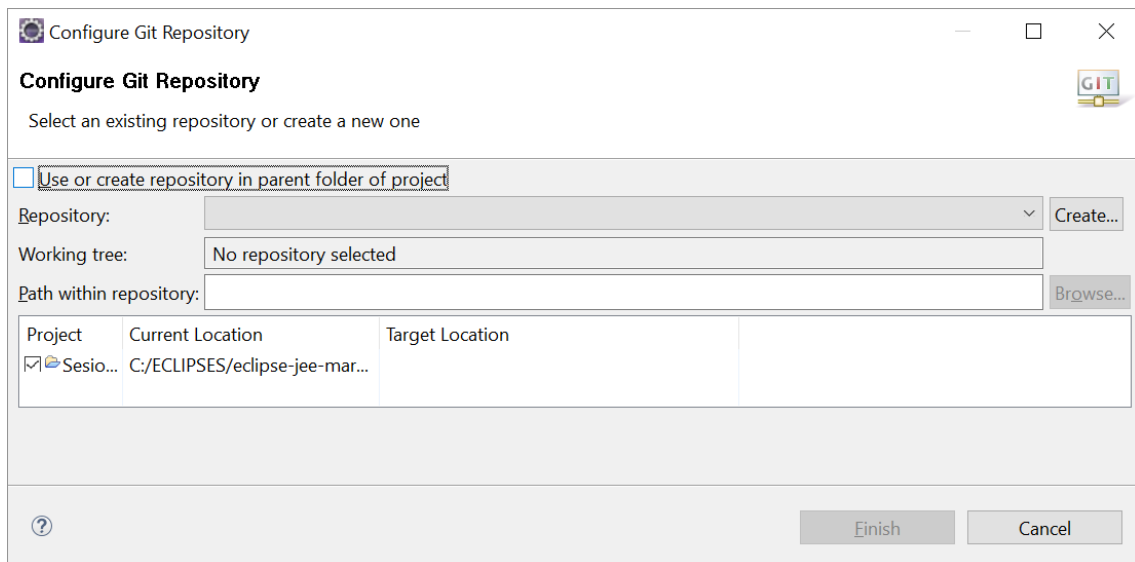 Configure Git Repository
Configure Git Repository
GIT
Select an existing repository or create a new one
Use or create repository in parent folder of project
Repository: Create...
Working tree: No repository selected
Path within repository: Browse...
Project Current Location Target Location
Sesio... C:/ECLIPSES/eclipse-jee-mar...
Finish Cancel